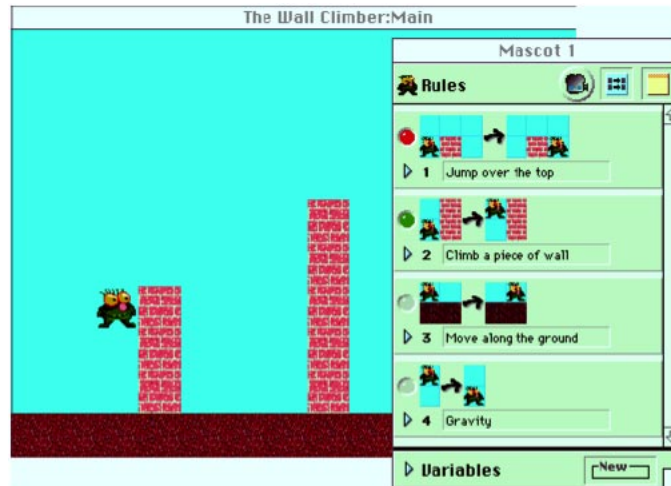 The Wall Climber:Main
Mascot 1
Rules
1 Jump over the top
2 Climb a piece of wall
3 Move along the ground
4 Gravity
Variables
New